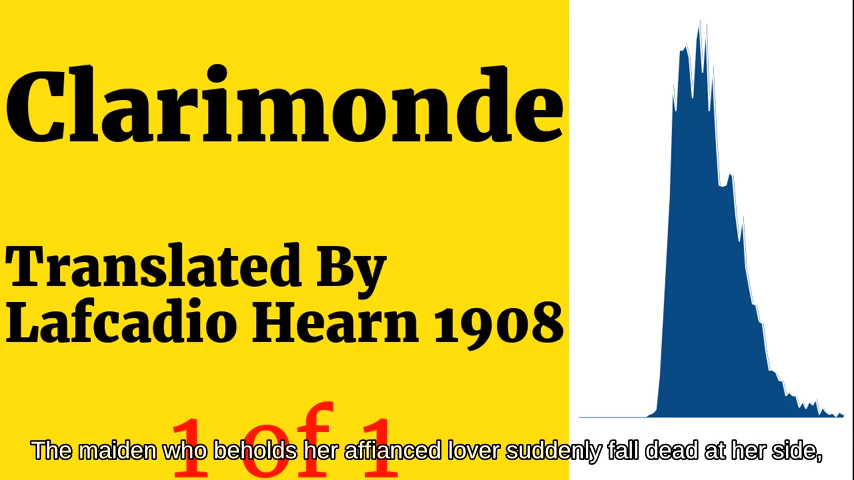 Clarimonde
Translated By
Lafcadio Hearn 1908
1 of 1
The maiden who beholds her affianced lover suddenly fall dead at her side,